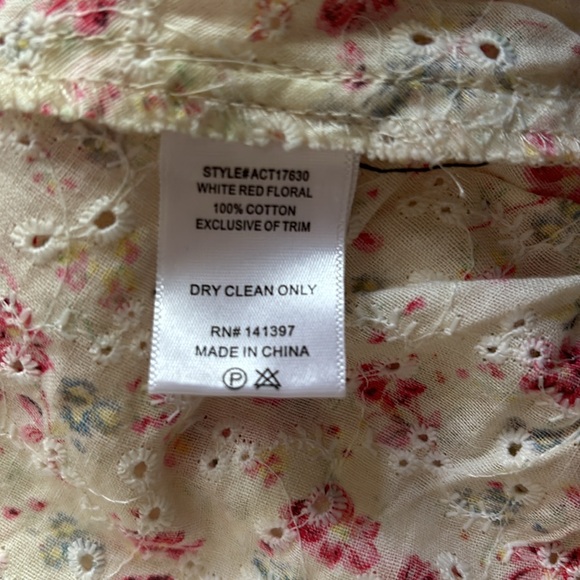 STYLE#ACT17630
WHITE RED FLORAL
100% COTTON
EXCLUSIVE OF TRIM
DRY CLEAN ONLY
RN# 141397
MADE IN CHINA
P